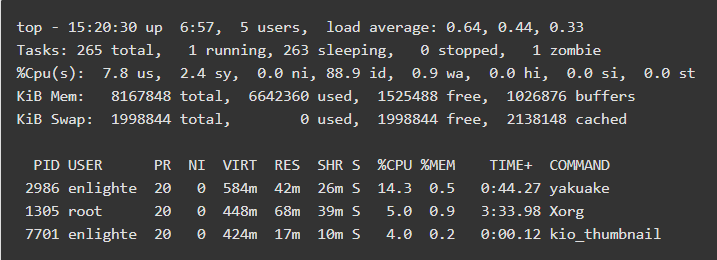 top - 15:20:30 up  6:57,  5 users,  load average: 0.64, 0.44, 0.33
Tasks: 265 total,   1 running, 263 sleeping,   0 stopped,   1 zombie
%Cpu(s):  7.8 us,  2.4 sy,  0.0 ni, 88.9 id,  0.9 wa,  0.0 hi,  0.0 si,  0.0 st
KiB Mem:   8167848 total,  6642360 used,  1525488 free,  1026876 buffers
KiB Swap:  1998844 total,        0 used,  1998844 free,  2138148 cached

  PID USER      PR  NI  VIRT  RES  SHR S  %CPU %MEM    TIME+  COMMAND
 2986 enlighte  20   0  584m  42m  26m S  14.3  0.5   0:44.27 yakuake
 1305 root      20   0  448m  68m  39m S   5.0  0.9   3:33.98 Xorg
 7701 enlighte  20   0  424m  17m  10m S   4.0  0.2   0:00.12 kio_thumbnail